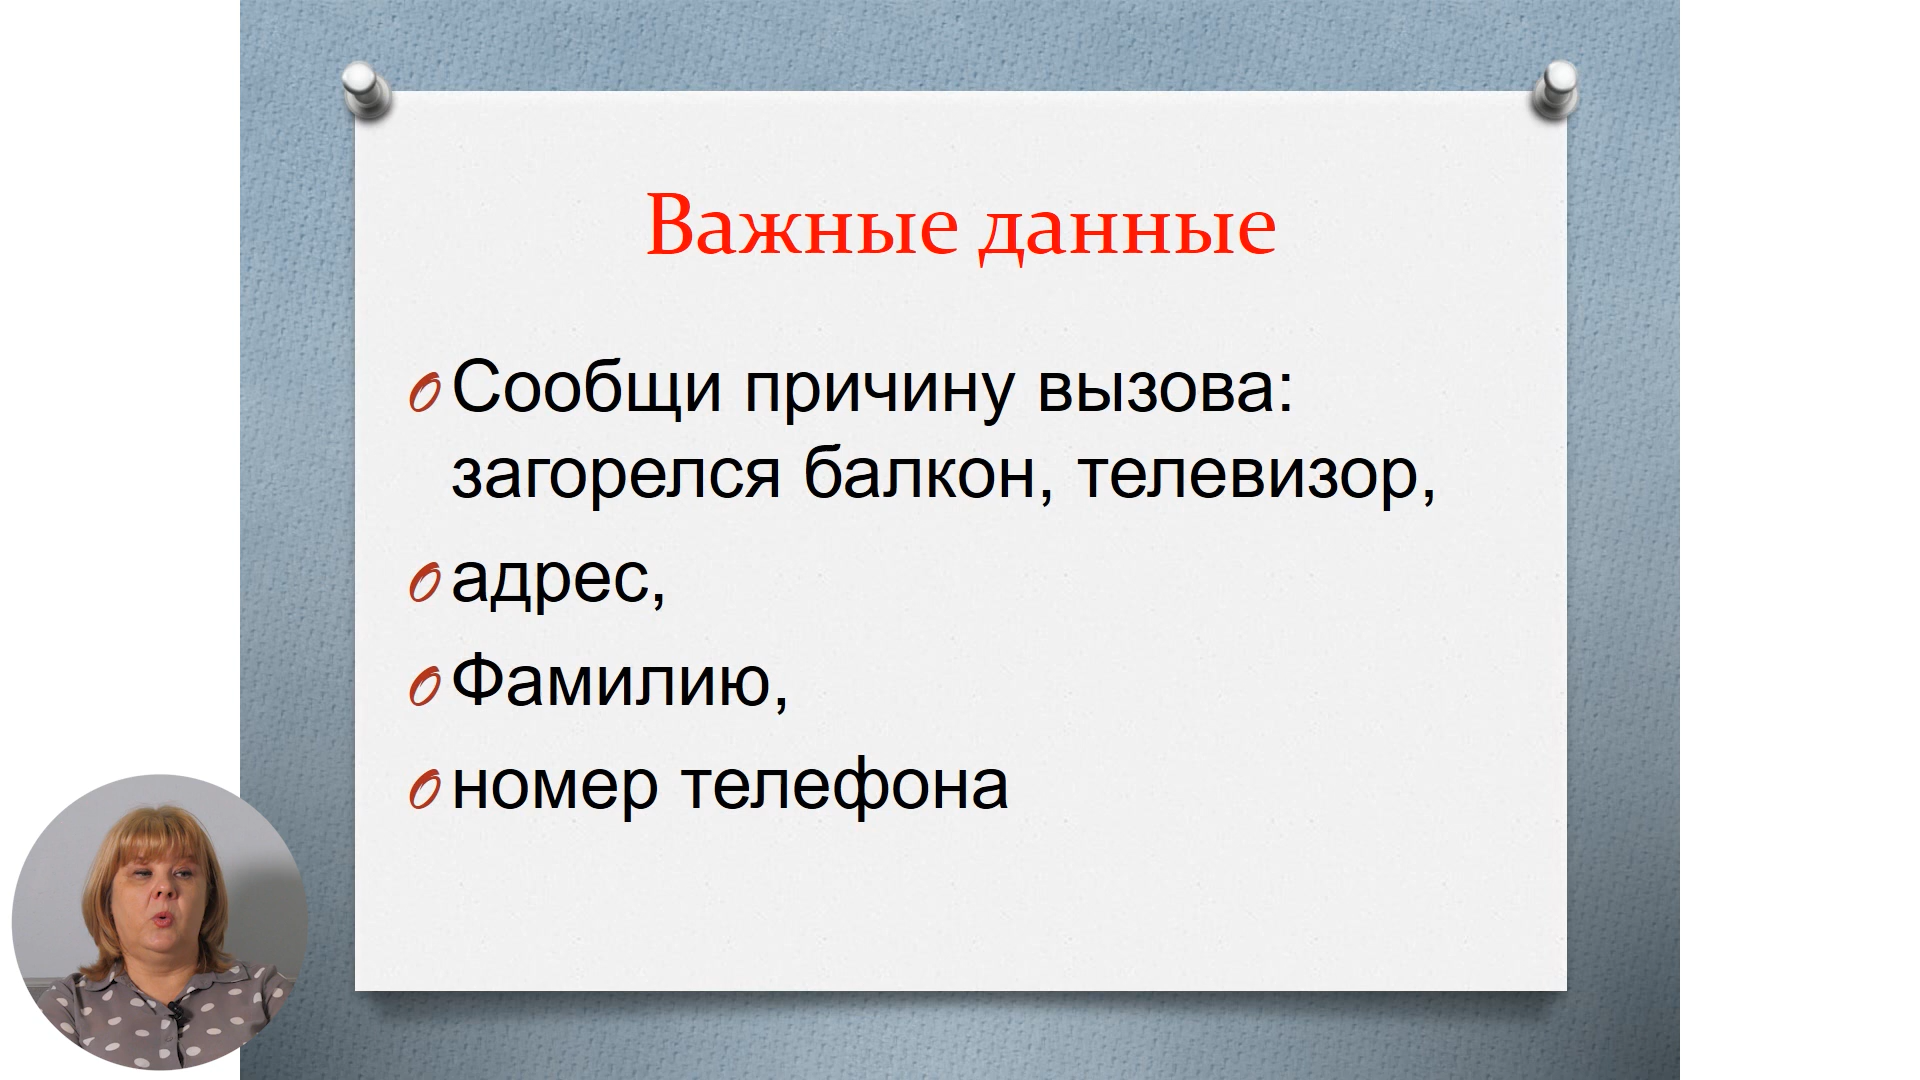 Важные данные
Сообщи причину вызова:
загорелся балкон, телевизор,
адрес,
Фамилию,
номер телефона